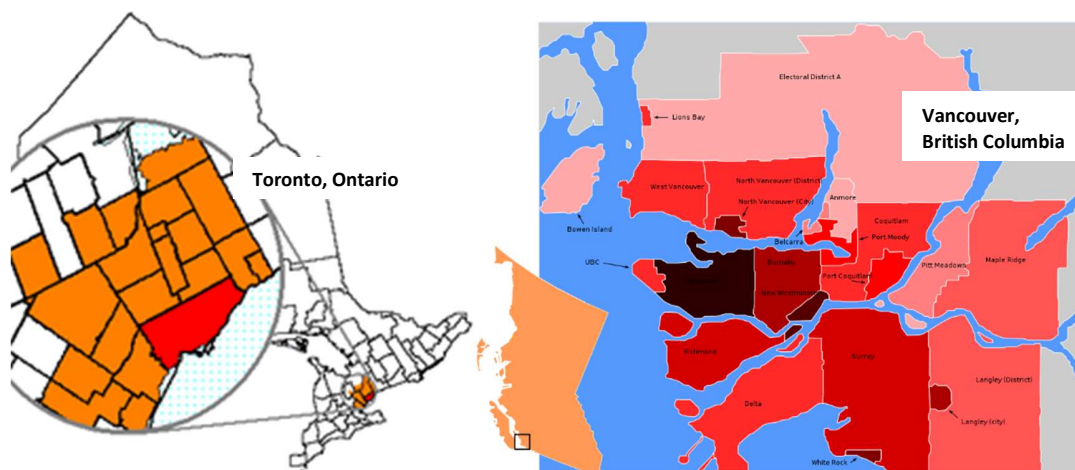 Toronto, Ontario
Vancouver,
British Columbia
Electoral District A
Lions Bay
West Vancouver
North Vancouver (District)
North Vancouver (City)
Anmore
Bowen Island
Belcarra
Coquitlam
Port Moody
UBC
Burnaby
Port Coquitlam
Pitt Meadows
Maple Ridge
New Westminster
Richmond
Surrey
Delta
Langley (District)
Langley (city)
White Rock